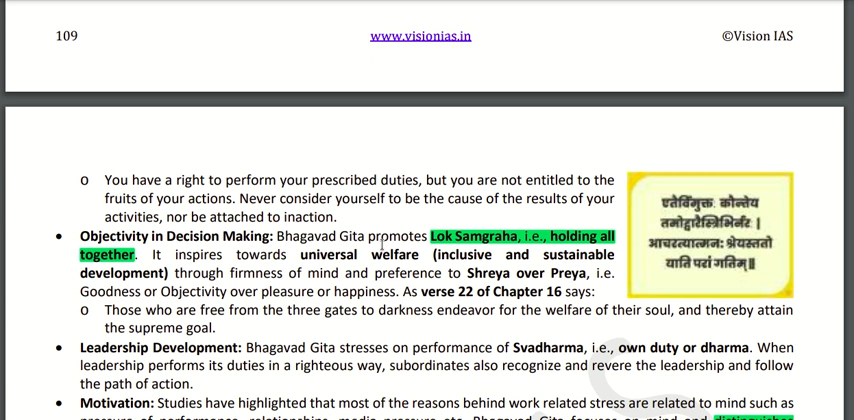 109 www.visionias.in ©Vision IAS
o You have a right to perform your prescribed duties, but you are not entitled to the
fruits of your actions. Never consider yourself to be the cause of the results of your
activities, nor be attached to inaction.
• Objectivity in Decision Making: Bhagavad Gita promotes Lok Samgraha, i.e., holding all
together. It inspires towards universal welfare (inclusive and sustainable
development) through firmness of mind and preference to Shreya over Preya, i.e.
Goodness or Objectivity over pleasure or happiness. As verse 22 of Chapter 16 says:
एतैर्विमुक्तः कौन्तेय
तमोद्वारैस्त्रिभिर्नरः |
आचरत्यात्मनः श्रेयस्ततो
याति परां गतिम् ||
o Those who are free from the three gates to darkness endeavor for the welfare of their soul, and thereby attain
the supreme goal.
• Leadership Development: Bhagavad Gita stresses on performance of Svadharma, i.e., own duty or dharma. When
leadership performs its duties in a righteous way, subordinates also recognize and revere the leadership and follow
the path of action.
• Motivation: Studies have highlighted that most of the reasons behind work related stress are related to mind such as